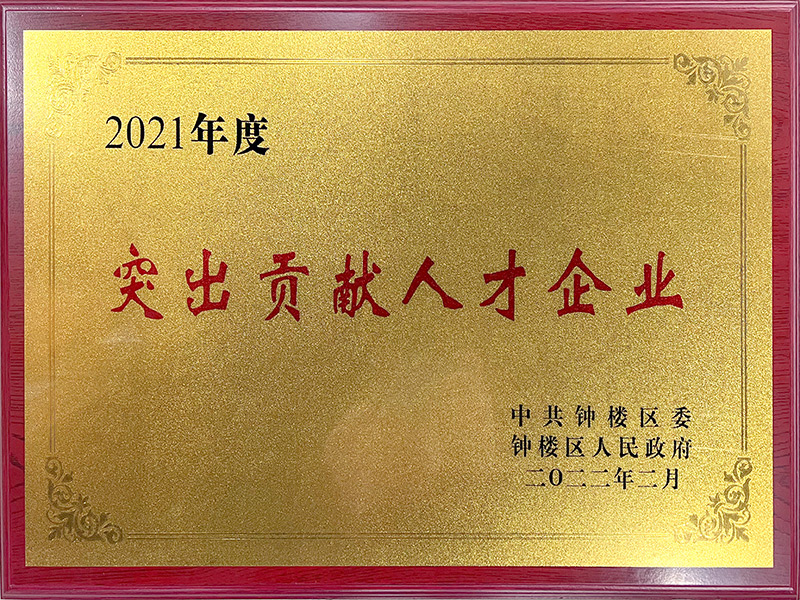 2021年度
突出贡献人才企业
中共钟楼区委
钟楼区人民政府
二〇二二年二月